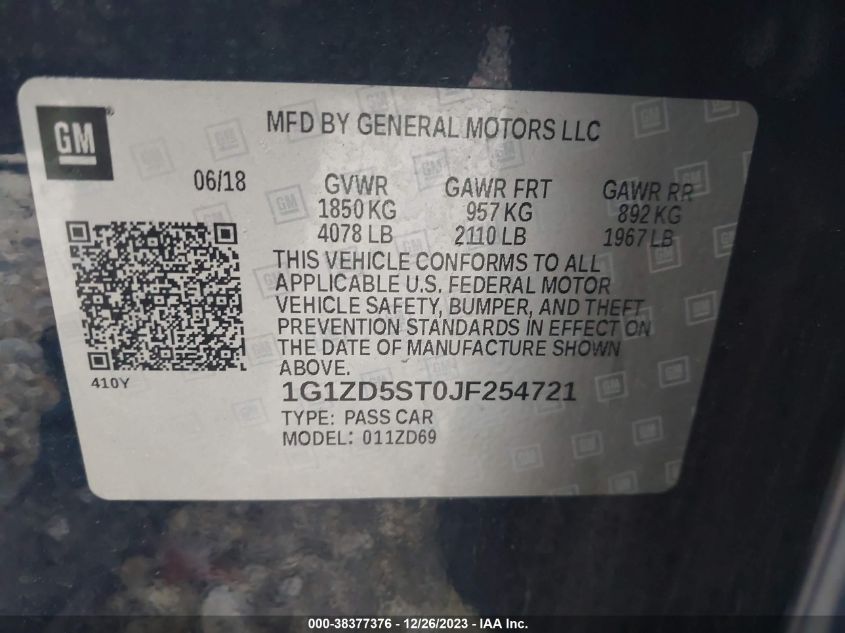 GM
MFD BY GENERAL MOTORS LLC
06/18
GVWR GAWR FRT GAWR RR
1850 KG 957 KG 892 KG
4078 LB 2110 LB 1967 LB
THIS VEHICLE CONFORMS TO ALL
APPLICABLE U.S. FEDERAL MOTOR
VEHICLE SAFETY, BUMPER, AND THEFT
PREVENTION STANDARDS IN EFFECT ON
THE DATE OF MANUFACTURE SHOWN
ABOVE.
410Y
1G1ZD5ST0JF254721
TYPE: PASS CAR
MODEL: 011ZD69
000-38377376 - 12/26/2023 - IAA Inc.